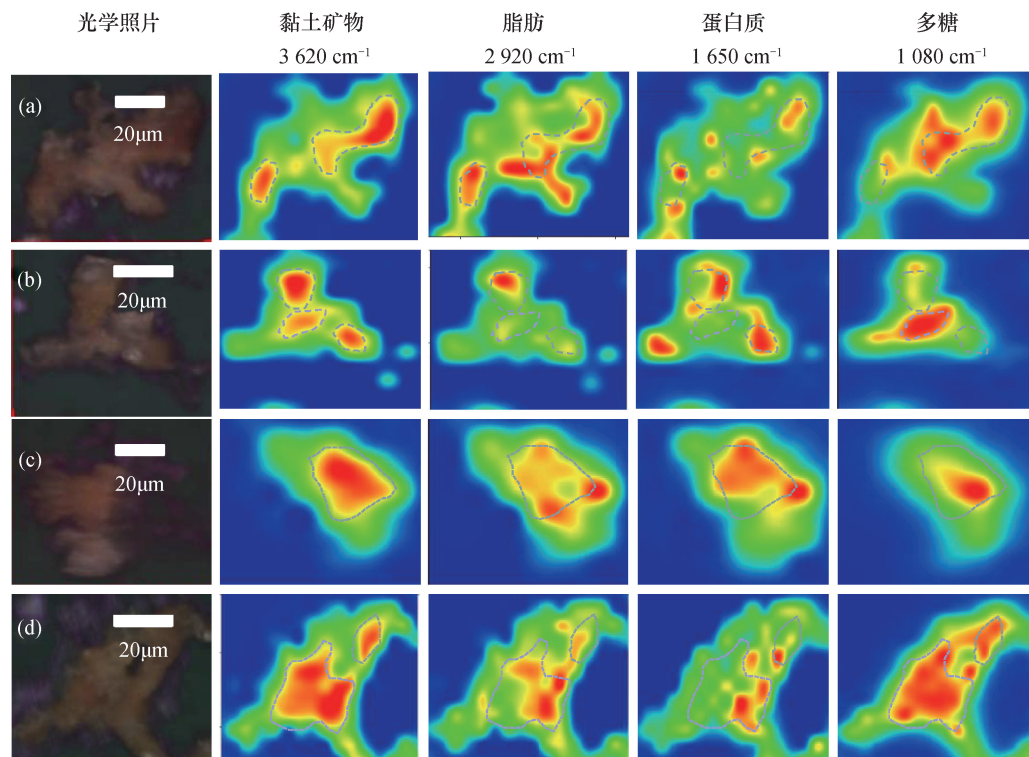 光学照片 黏土矿物 脂肪 蛋白质 多糖
3 620 cm⁻¹ 2 920 cm⁻¹ 1 650 cm⁻¹ 1 080 cm⁻¹
(a)
20μm
(b)
20μm
(c)
20μm
(d)
20μm